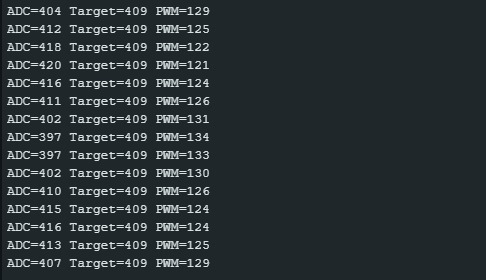 ADC=404 Target=409 PWM=129
ADC=412 Target=409 PWM=125
ADC=418 Target=409 PWM=122
ADC=420 Target=409 PWM=121
ADC=416 Target=409 PWM=124
ADC=411 Target=409 PWM=126
ADC=402 Target=409 PWM=131
ADC=397 Target=409 PWM=134
ADC=397 Target=409 PWM=133
ADC=402 Target=409 PWM=130
ADC=410 Target=409 PWM=126
ADC=415 Target=409 PWM=124
ADC=416 Target=409 PWM=124
ADC=413 Target=409 PWM=125
ADC=407 Target=409 PWM=129